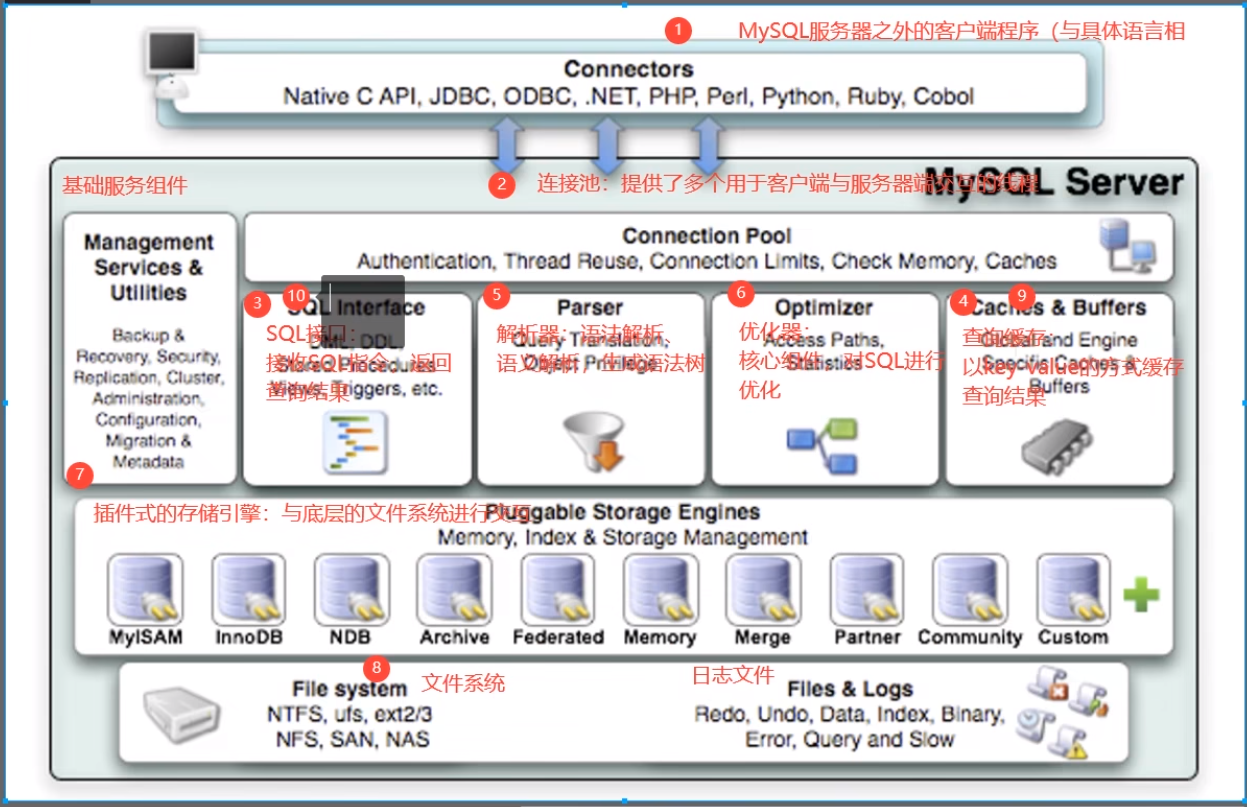 1 MySQL服务器之外的客户端程序（与具体语言相
Connectors
Native C API, JDBC, ODBC, .NET, PHP, Perl, Python, Ruby, Cobol
基础服务组件
2 连接池：提供了多个用于客户端与服务器端交互的线程
MySQL Server
Management
Services &
Utilities
Backup &
Recovery, Security,
Replication, Cluster,
Administration,
Configuration,
Migration &
Metadata
Connection Pool
Authentication, Thread Reuse, Connection Limits, Check Memory, Caches
3 10
SQL Interface
DML, DDL,
Stored Procedures
Views, Triggers, etc.
SQL接口：
接收SQL指令，返回
查询结果
5
Parser
Query Translation,
Object Privilege
解析器：语法解析、
语义解析，生成语法树
6
Optimizer
Access Paths,
Statistics
优化器：
核心组件，对SQL进行
优化
4 9
Caches & Buffers
Global and Engine
Specific Caches &
Buffers
查询缓存：
以key-value的方式缓存
查询结果
7
插件式的存储引擎：与底层的文件系统进行交互
Pluggable Storage Engines
Memory, Index & Storage Management
MyISAM InnoDB NDB Archive Federated Memory Merge Partner Community Custom
8
File system
文件系统
NTFS, ufs, ext2/3
NFS, SAN, NAS
日志文件
Files & Logs
Redo, Undo, Data, Index, Binary,
Error, Query and Slow